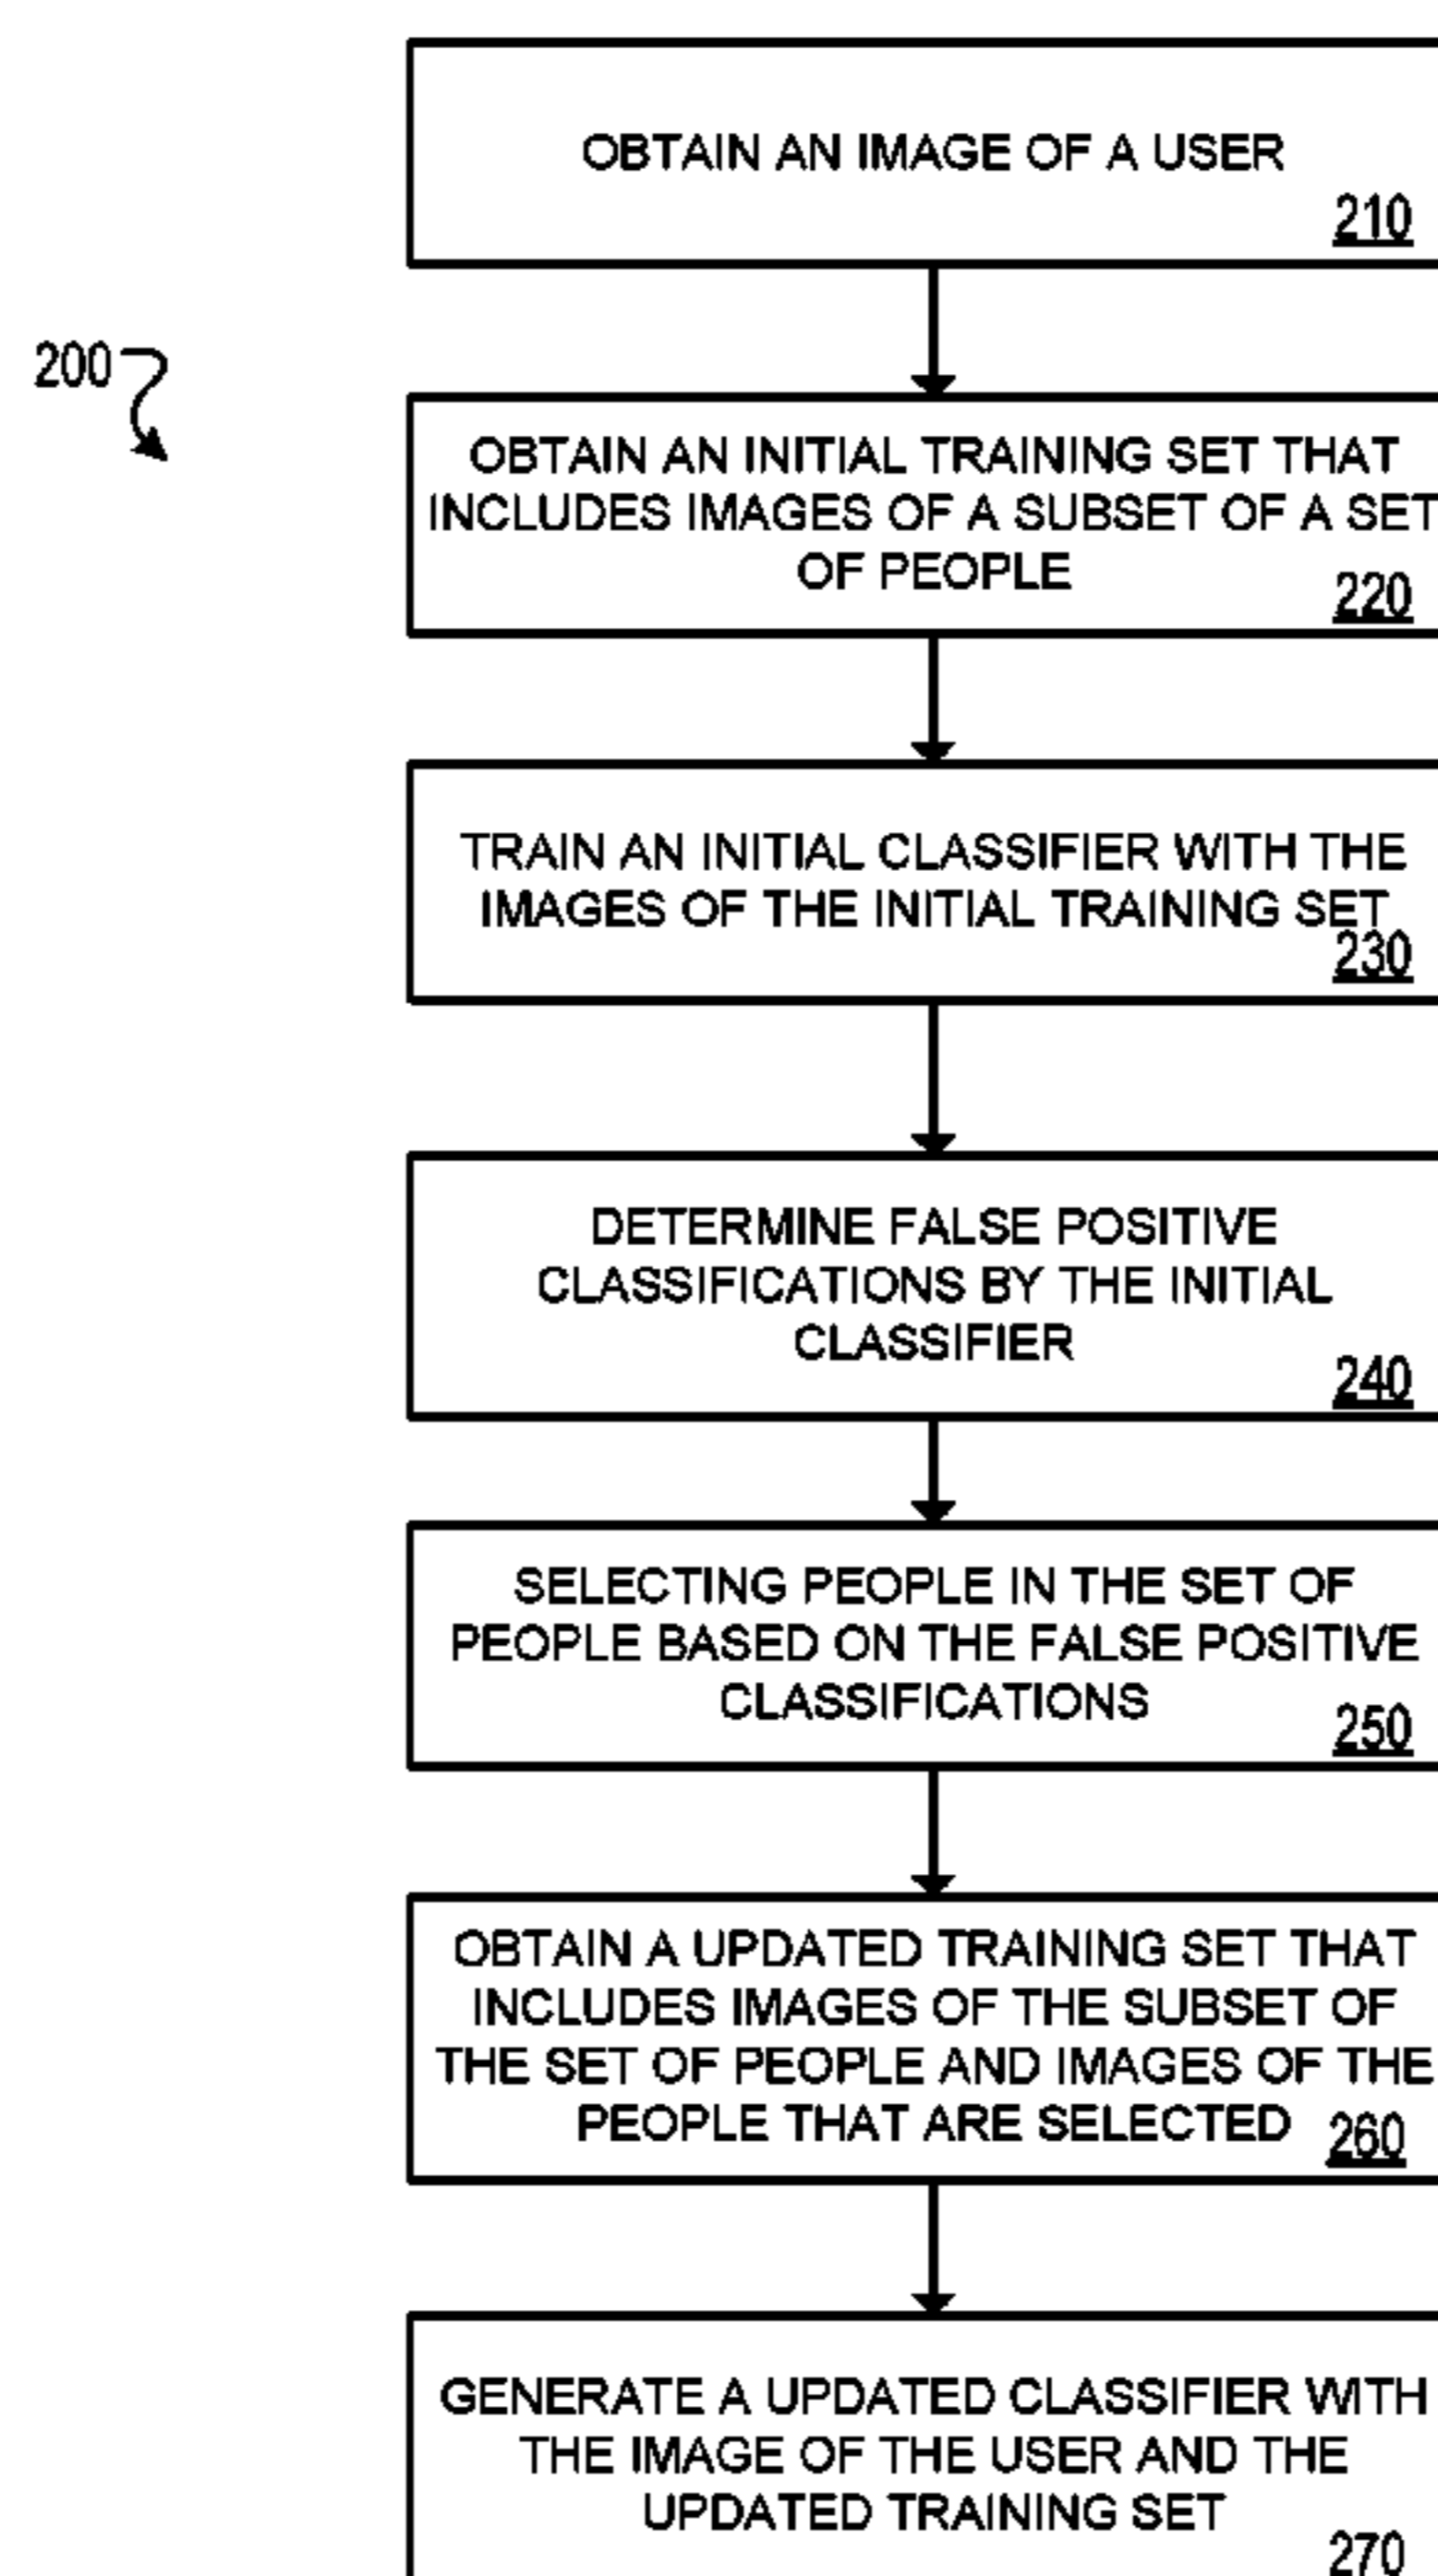 OBTAIN AN IMAGE OF A USER
210
200
OBTAIN AN INITIAL TRAINING SET THAT
INCLUDES IMAGES OF A SUBSET OF A SET
OF PEOPLE
220
TRAIN AN INITIAL CLASSIFIER WITH THE
IMAGES OF THE INITIAL TRAINING SET
230
DETERMINE FALSE POSITIVE
CLASSIFICATIONS BY THE INITIAL
CLASSIFIER
240
SELECTING PEOPLE IN THE SET OF
PEOPLE BASED ON THE FALSE POSITIVE
CLASSIFICATIONS
250
OBTAIN A UPDATED TRAINING SET THAT
INCLUDES IMAGES OF THE SUBSET OF
THE SET OF PEOPLE AND IMAGES OF THE
PEOPLE THAT ARE SELECTED
260
GENERATE A UPDATED CLASSIFIER WITH
THE IMAGE OF THE USER AND THE
UPDATED TRAINING SET
270